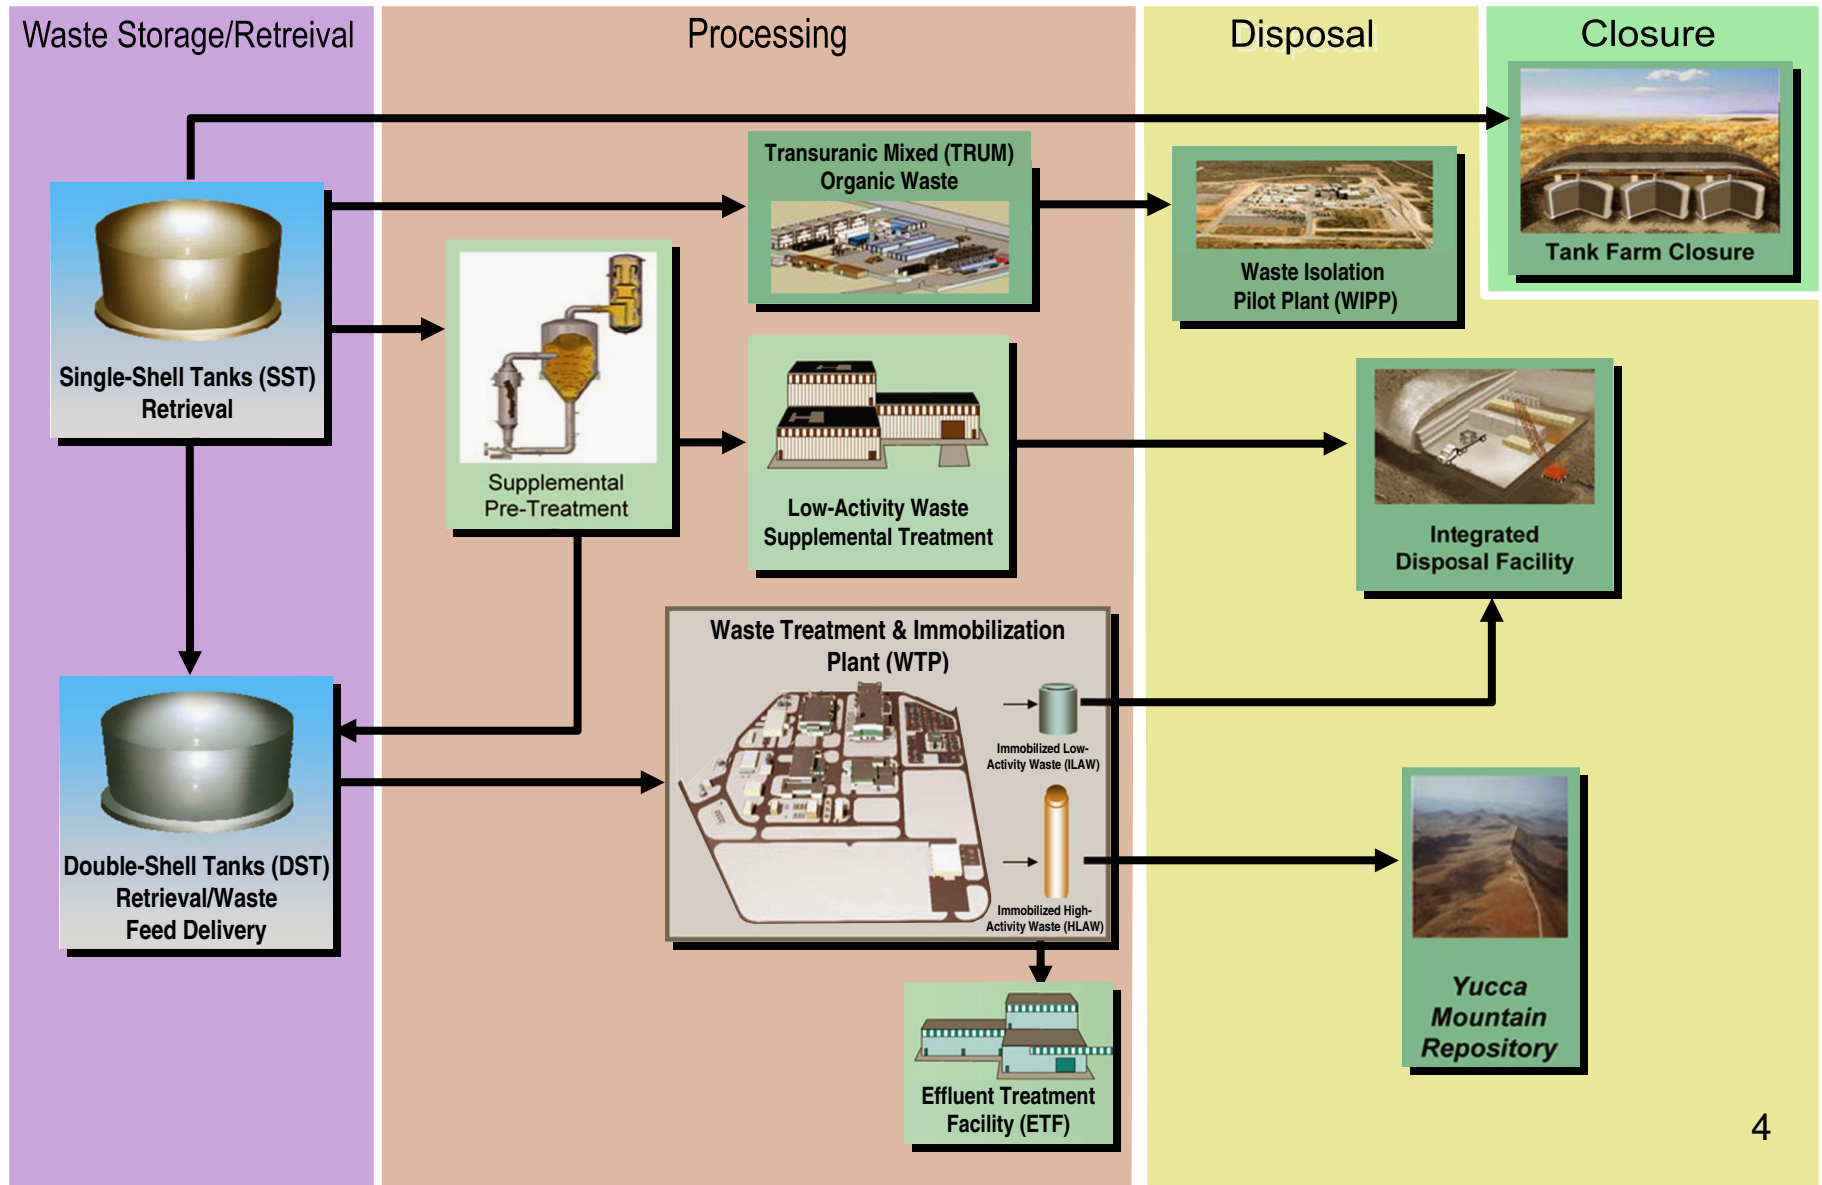 Waste Storage/Retreival
Processing
Disposal
Closure
Transuranic Mixed (TRUM)
Organic Waste
Waste Isolation
Pilot Plant (WIPP)
Tank Farm Closure
Single-Shell Tanks (SST)
Retrieval
Supplemental
Pre-Treatment
Low-Activity Waste
Supplemental Treatment
Integrated
Disposal Facility
Waste Treatment & Immobilization
Plant (WTP)
Immobilized Low-
Activity Waste (ILAW)
Immobilized High-
Activity Waste (HLAW)
Double-Shell Tanks (DST)
Retrieval/Waste
Feed Delivery
Yucca
Mountain
Repository
Effluent Treatment
Facility (ETF)
4